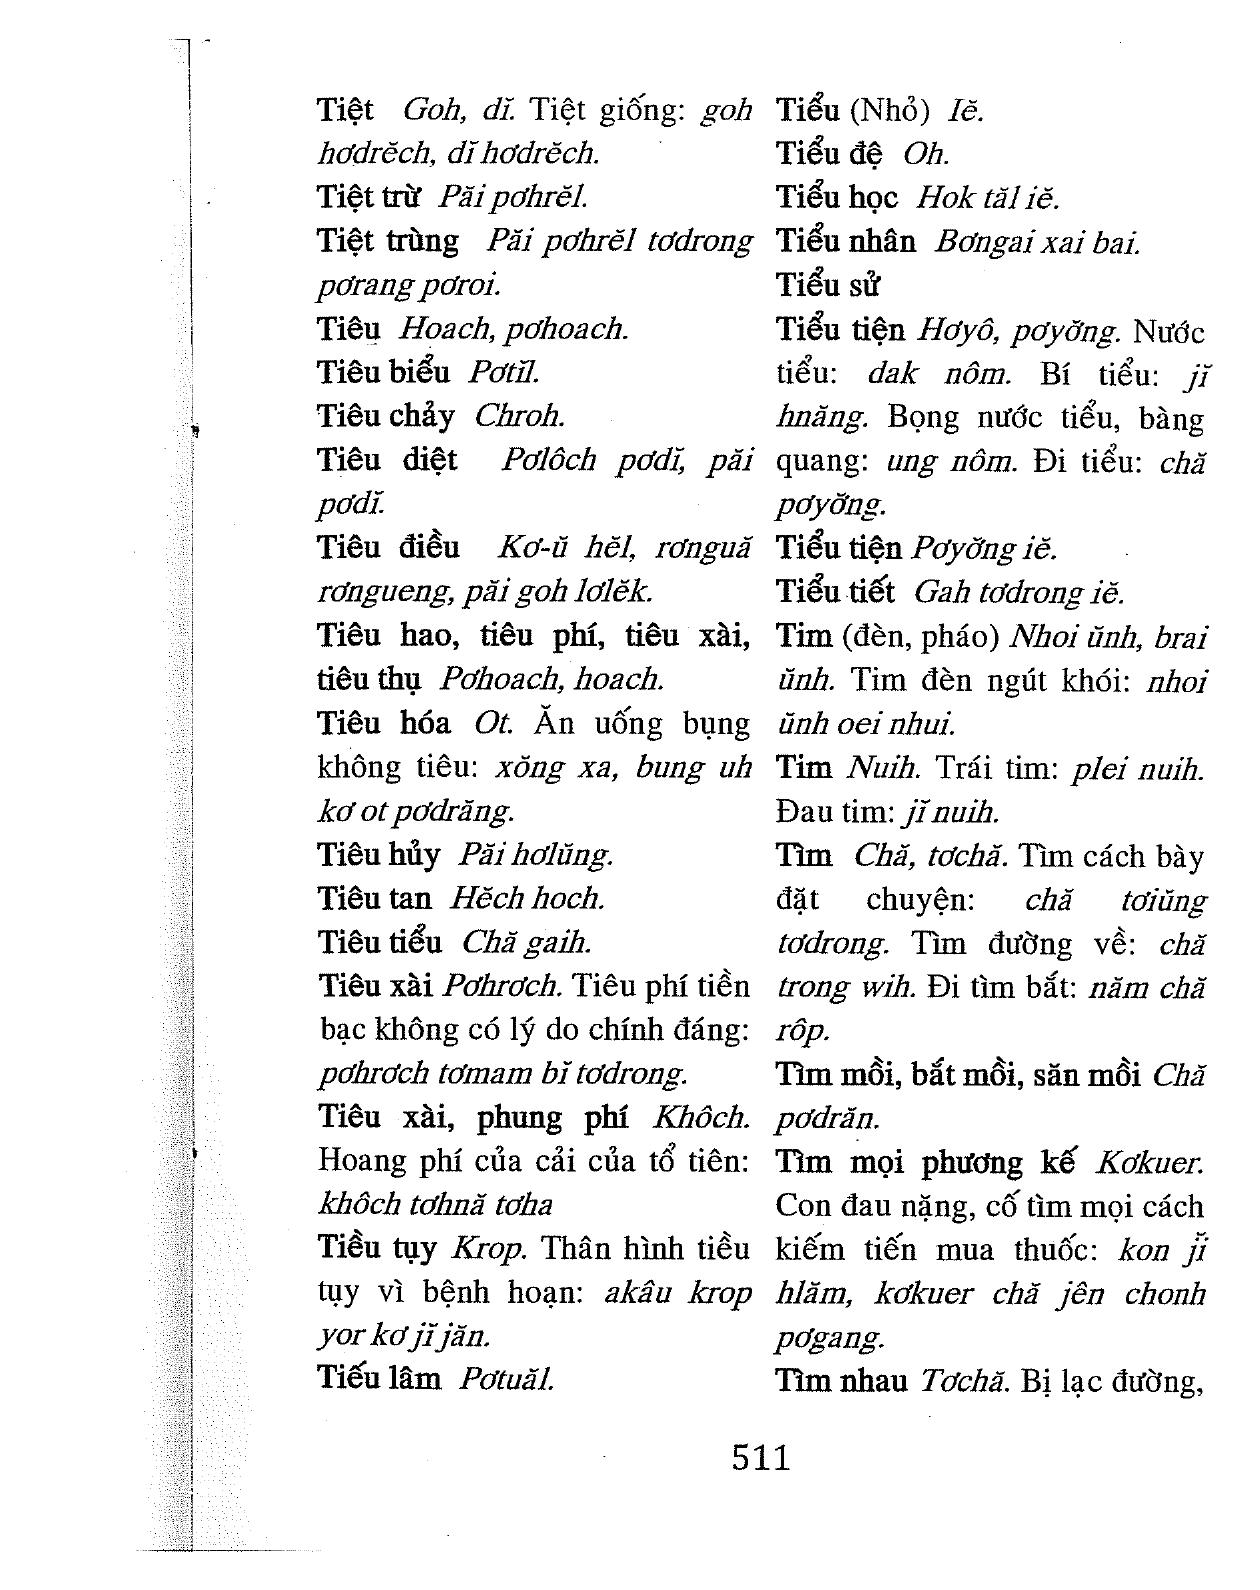 Tiệt Goh, dĭ. Tiệt giống: goh
hơdrĕch, dĭ hơdrĕch.
Tiệt trừ Păi pơhrĕl.
Tiệt trùng Păi pơhrĕl tơdrong
pơrang pơroi.
Tiêu Hoach, pơhoach.
Tiêu biểu Pơtĭl.
Tiêu chảy Chroh.
Tiêu diệt Pơlôch pơdĭ, păi
pơdĭ.
Tiêu điều Kơ-ŭ hĕl, rơnguă
rơngueng, păi goh lơlĕk.
Tiêu hao, tiêu phí, tiêu xài,
tiêu thụ Pơhoach, hoach.
Tiêu hóa Ot. Ăn uống bụng
không tiêu: xŏng xa, bung uh
kơ ot pơdrăng.
Tiêu hủy Păi hơlŭng.
Tiêu tan Hĕch hoch.
Tiêu tiểu Chă gaih.
Tiêu xài Pơhrơch. Tiêu phí tiền
bạc không có lý do chính đáng:
pơhrơch tơmam bĭ tơdrong.
Tiêu xài, phung phí Khôch.
Hoang phí của cải của tổ tiên:
khôch tơhnă tơha
Tiều tụy Krop. Thân hình tiều
tụy vì bệnh hoạn: akâu krop
yor kơ jĭ jăn.
Tiếu lâm Pơtuăl.
Tiểu (Nhỏ) Iĕ.
Tiểu đệ Oh.
Tiểu học Hok tăl iĕ.
Tiểu nhân Bơngai xai bai.
Tiểu sử
Tiểu tiện Hơyô, pơyơ̆ng. Nước
tiểu: dak nôm. Bí tiểu: jĭ
hnăng. Bọng nước tiểu, bàng
quang: ung nôm. Đi tiểu: chă
pơyơ̆ng.
Tiểu tiện Pơyơ̆ng iĕ.
Tiểu tiết Gah tơdrong iĕ.
Tim (đèn, pháo) Nhoi ŭnh, brai
ŭnh. Tim đèn ngút khói: nhoi
ŭnh oei nhui.
Tim Nuih. Trái tim: plei nuih.
Đau tim: jĭ nuih.
Tìm Chă, tơchă. Tìm cách bày
đặt chuyện: chă tơiŭng
tơdrong. Tìm đường về: chă
trong wih. Đi tìm bắt: năm chă
rôp.
Tìm mồi, bắt mồi, săn mồi Chă
pơdrăn.
Tìm mọi phương kế Kơkuer.
Con đau nặng, cố tìm mọi cách
kiếm tiến mua thuốc: kon jĭ
hlăm, kơkuer chă jên chonh
pơgang.
Tìm nhau Tơchă. Bị lạc đường,
511